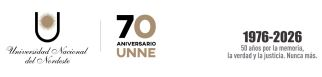 Universidad Nacional
del Nordeste
70
ANIVERSARIO
UNNE
1976-2026
50 años por la memoria,
la verdad y la justicia. Nunca más.